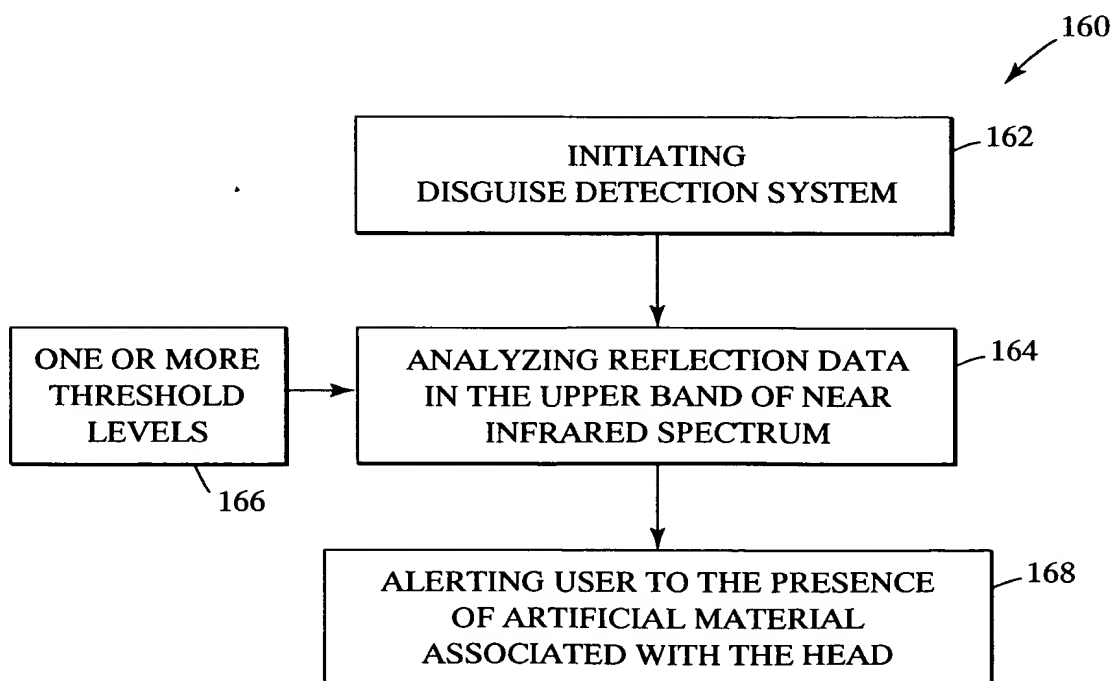 160
INITIATING
DISGUISE DETECTION SYSTEM
162
ONE OR MORE
THRESHOLD
LEVELS
166
ANALYZING REFLECTION DATA
IN THE UPPER BAND OF NEAR
INFRARED SPECTRUM
164
ALERTING USER TO THE PRESENCE
OF ARTIFICIAL MATERIAL
ASSOCIATED WITH THE HEAD
168